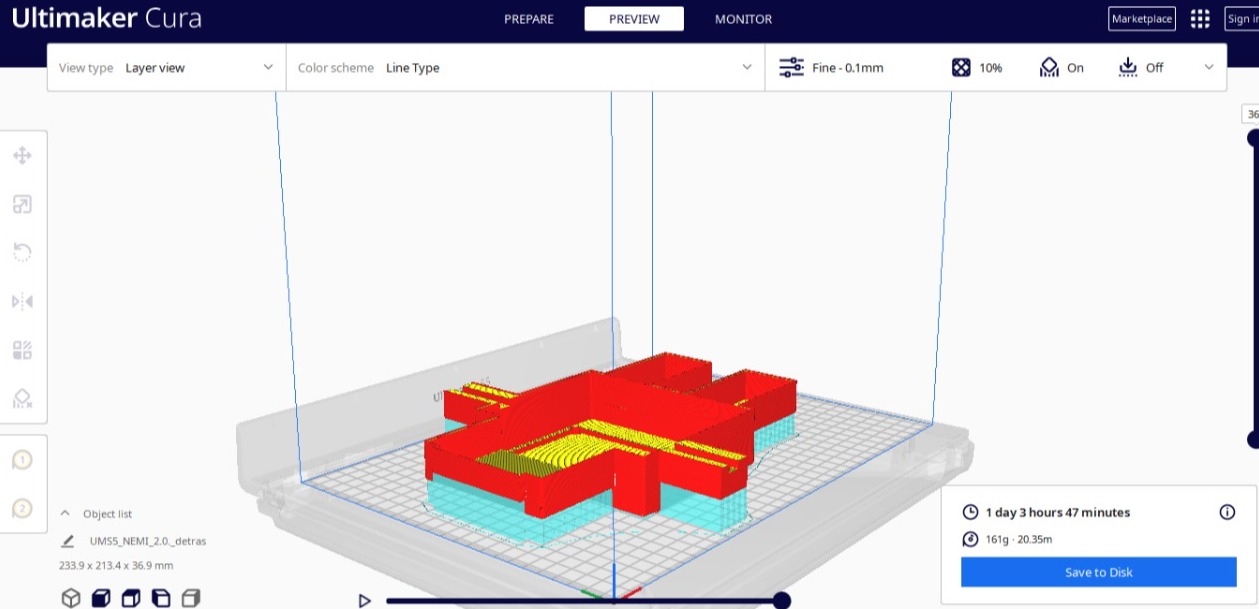 Ultimaker Cura
PREPARE
PREVIEW
MONITOR
Marketplace
Sign in
View type Layer view
Color scheme Line Type
Fine - 0.1mm
10%
On
Off
36
1
2
Object list
UMS5_NEMI_2.0._detras
233.9 x 213.4 x 36.9 mm
1 day 3 hours 47 minutes
161g · 20.35m
Save to Disk